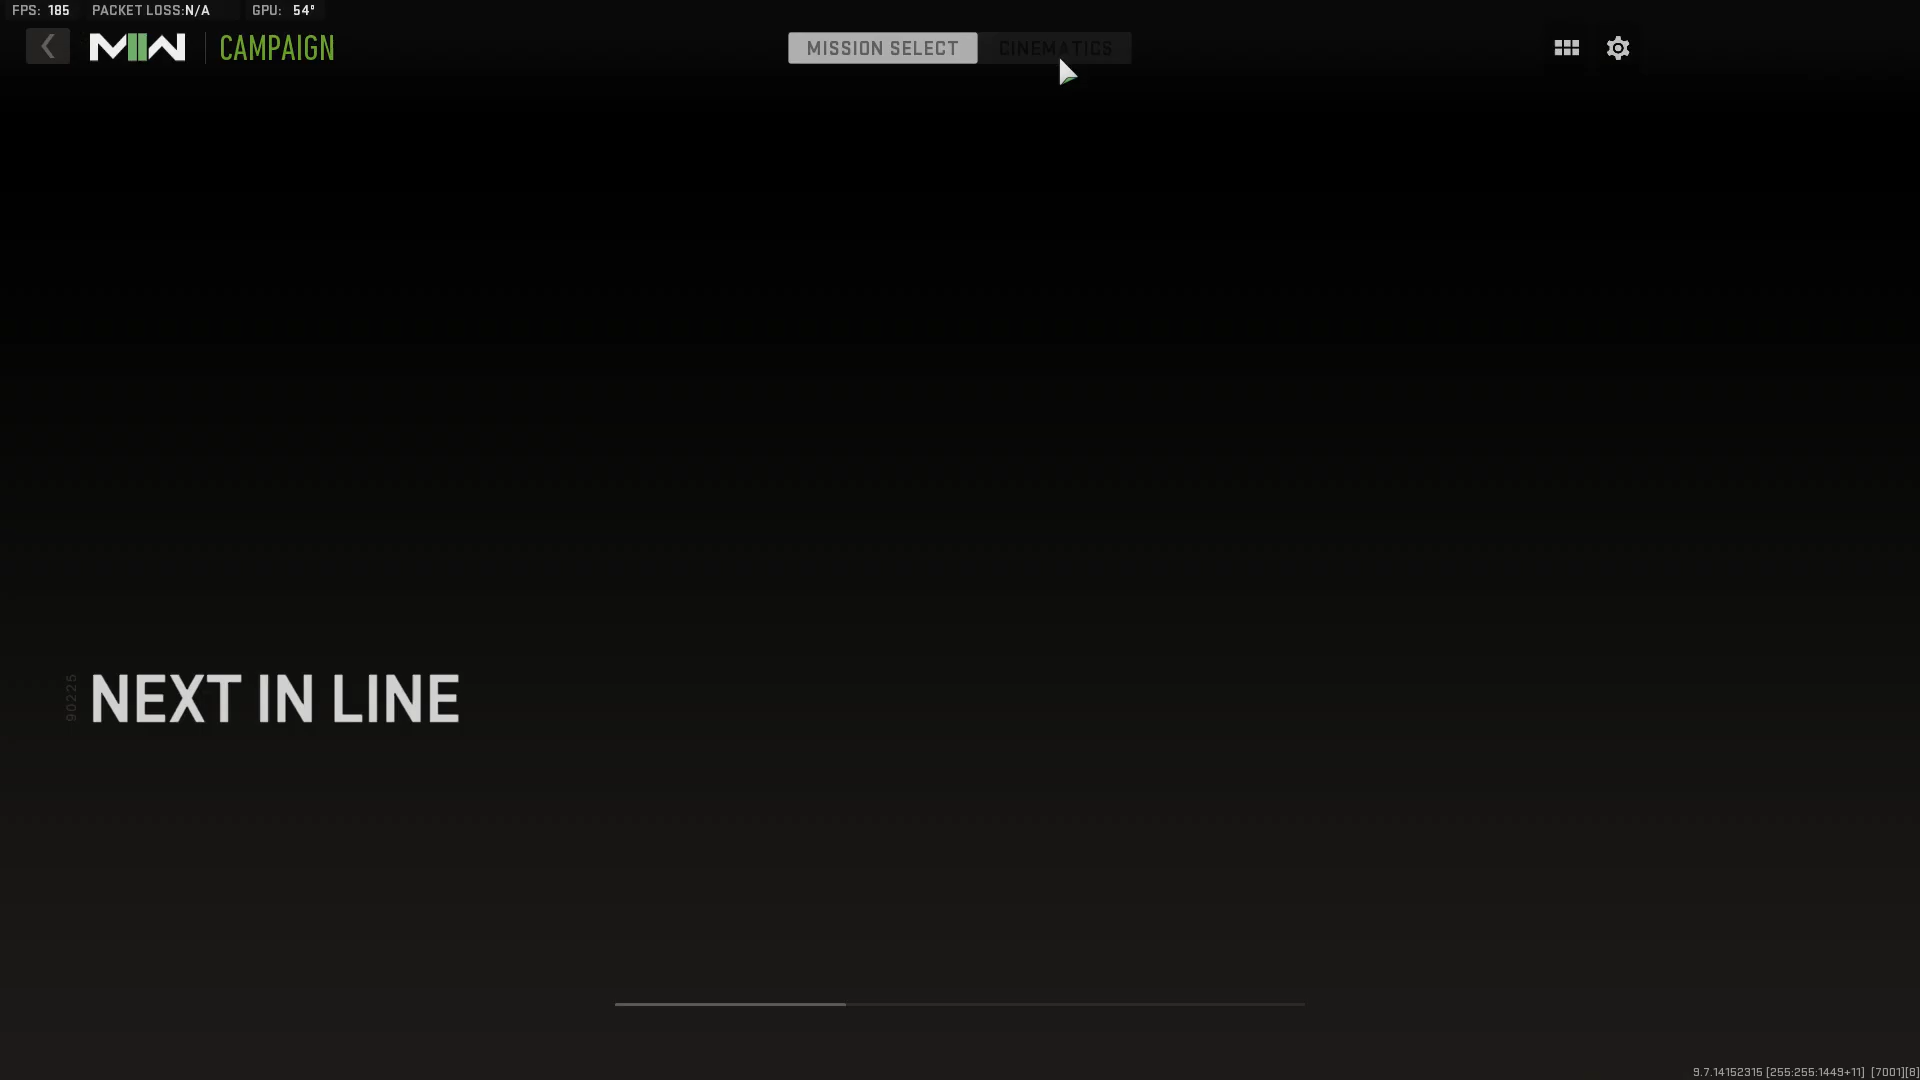 FPS: 185 PACKET LOSS:N/A GPU: 54°
MIIW CAMPAIGN MISSION SELECT CINEMATICS
90225
NEXT IN LINE
9.7.14152315 [255:255:1449+11] [7001][8]